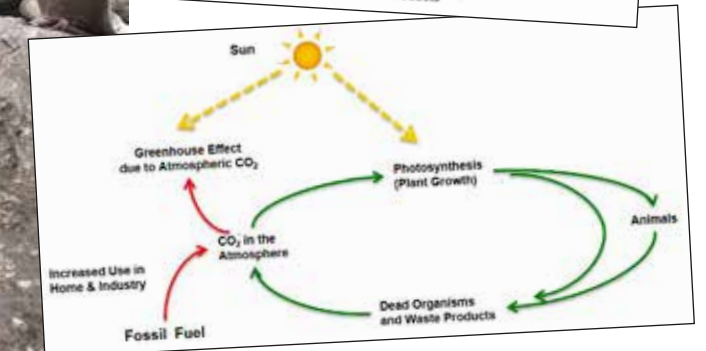 Sun
Greenhouse Effect
due to Atmospheric CO₂
Photosynthesis
(Plant Growth)
Animals
CO₂ in the
Atmosphere
Increased Use in
Home & Industry
Dead Organisms
and Waste Products
Fossil Fuel